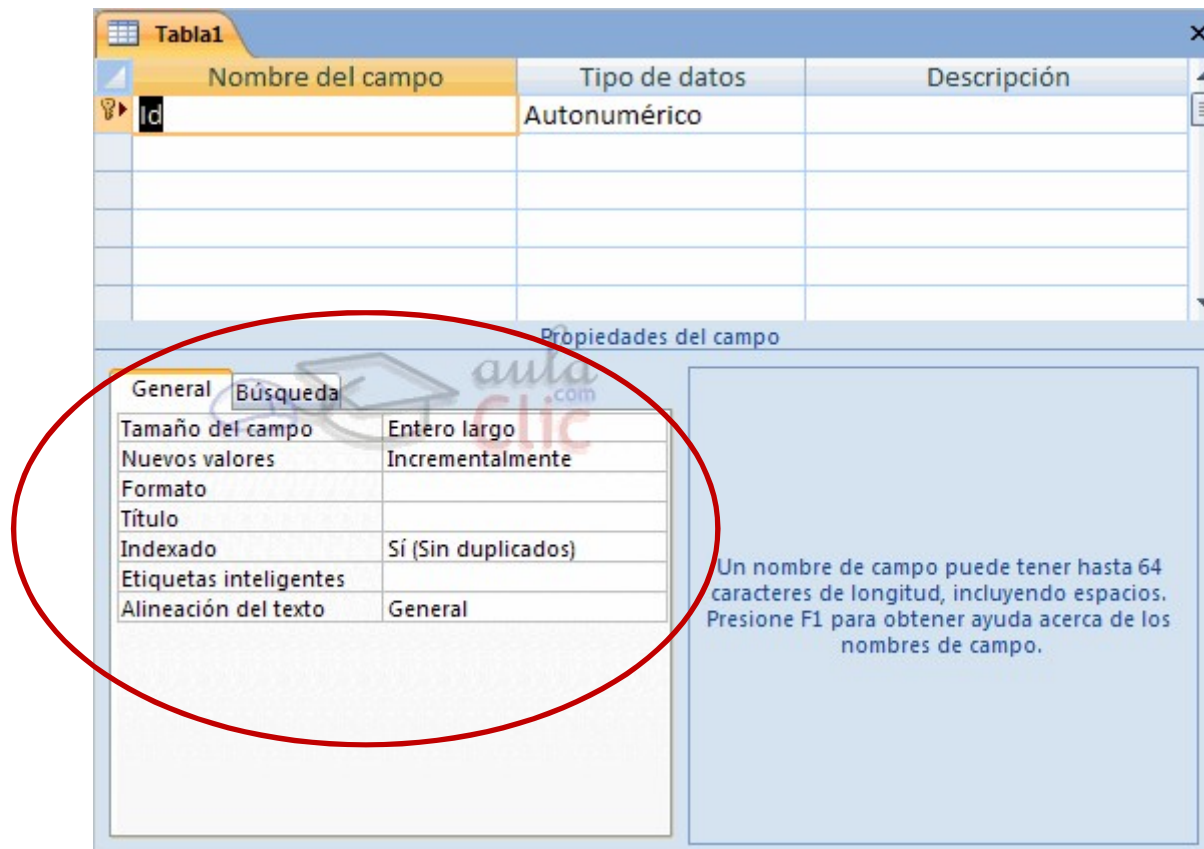 Tabla1
Nombre del campo Tipo de datos Descripción
Id Autonumérico
Propiedades del campo
General Búsqueda
aula
.com
Clic
Tamaño del campo Entero largo
Nuevos valores Incrementalmente
Formato
Título
Indexado Sí (Sin duplicados)
Etiquetas inteligentes
Alineación del texto General
Un nombre de campo puede tener hasta 64
caracteres de longitud, incluyendo espacios.
Presione F1 para obtener ayuda acerca de los
nombres de campo.